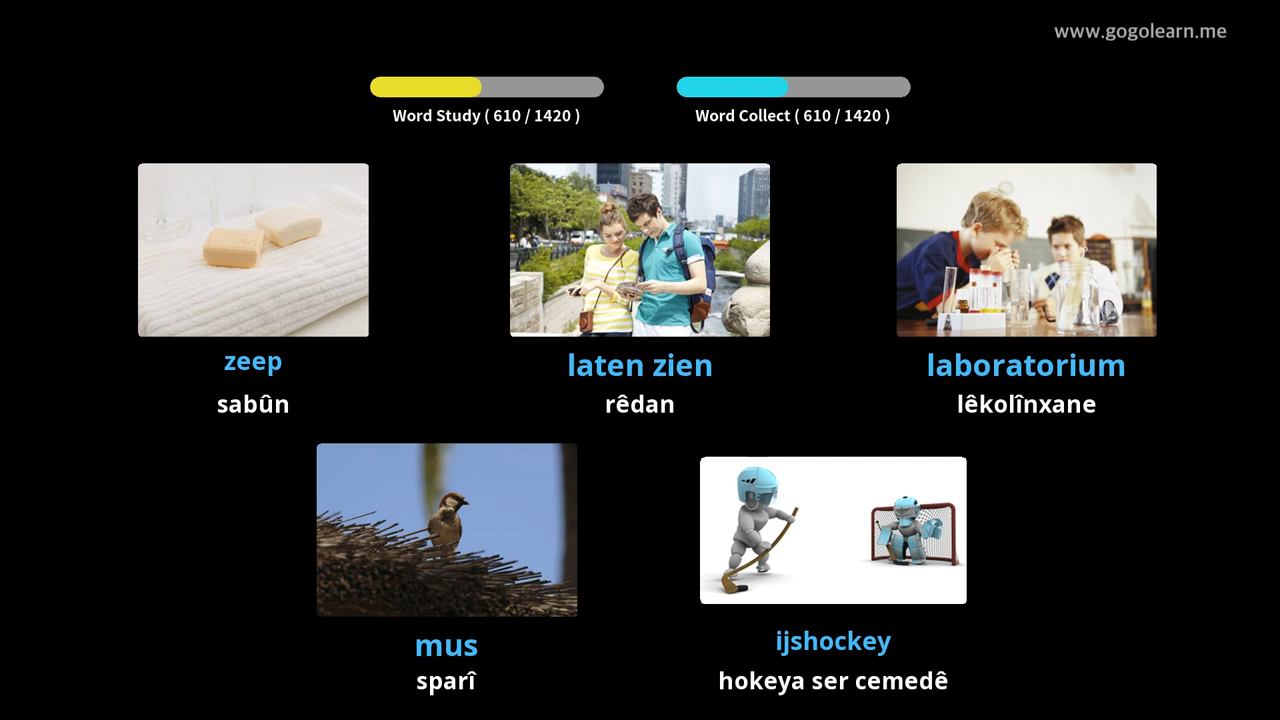 www.gogolearn.me
Word Study ( 610 / 1420 )
Word Collect ( 610 / 1420 )
zeep
sabûn
laten zien
rêdan
laboratorium
lêkolînxane
mus
sparî
ijshockey
hokeya ser cemedê